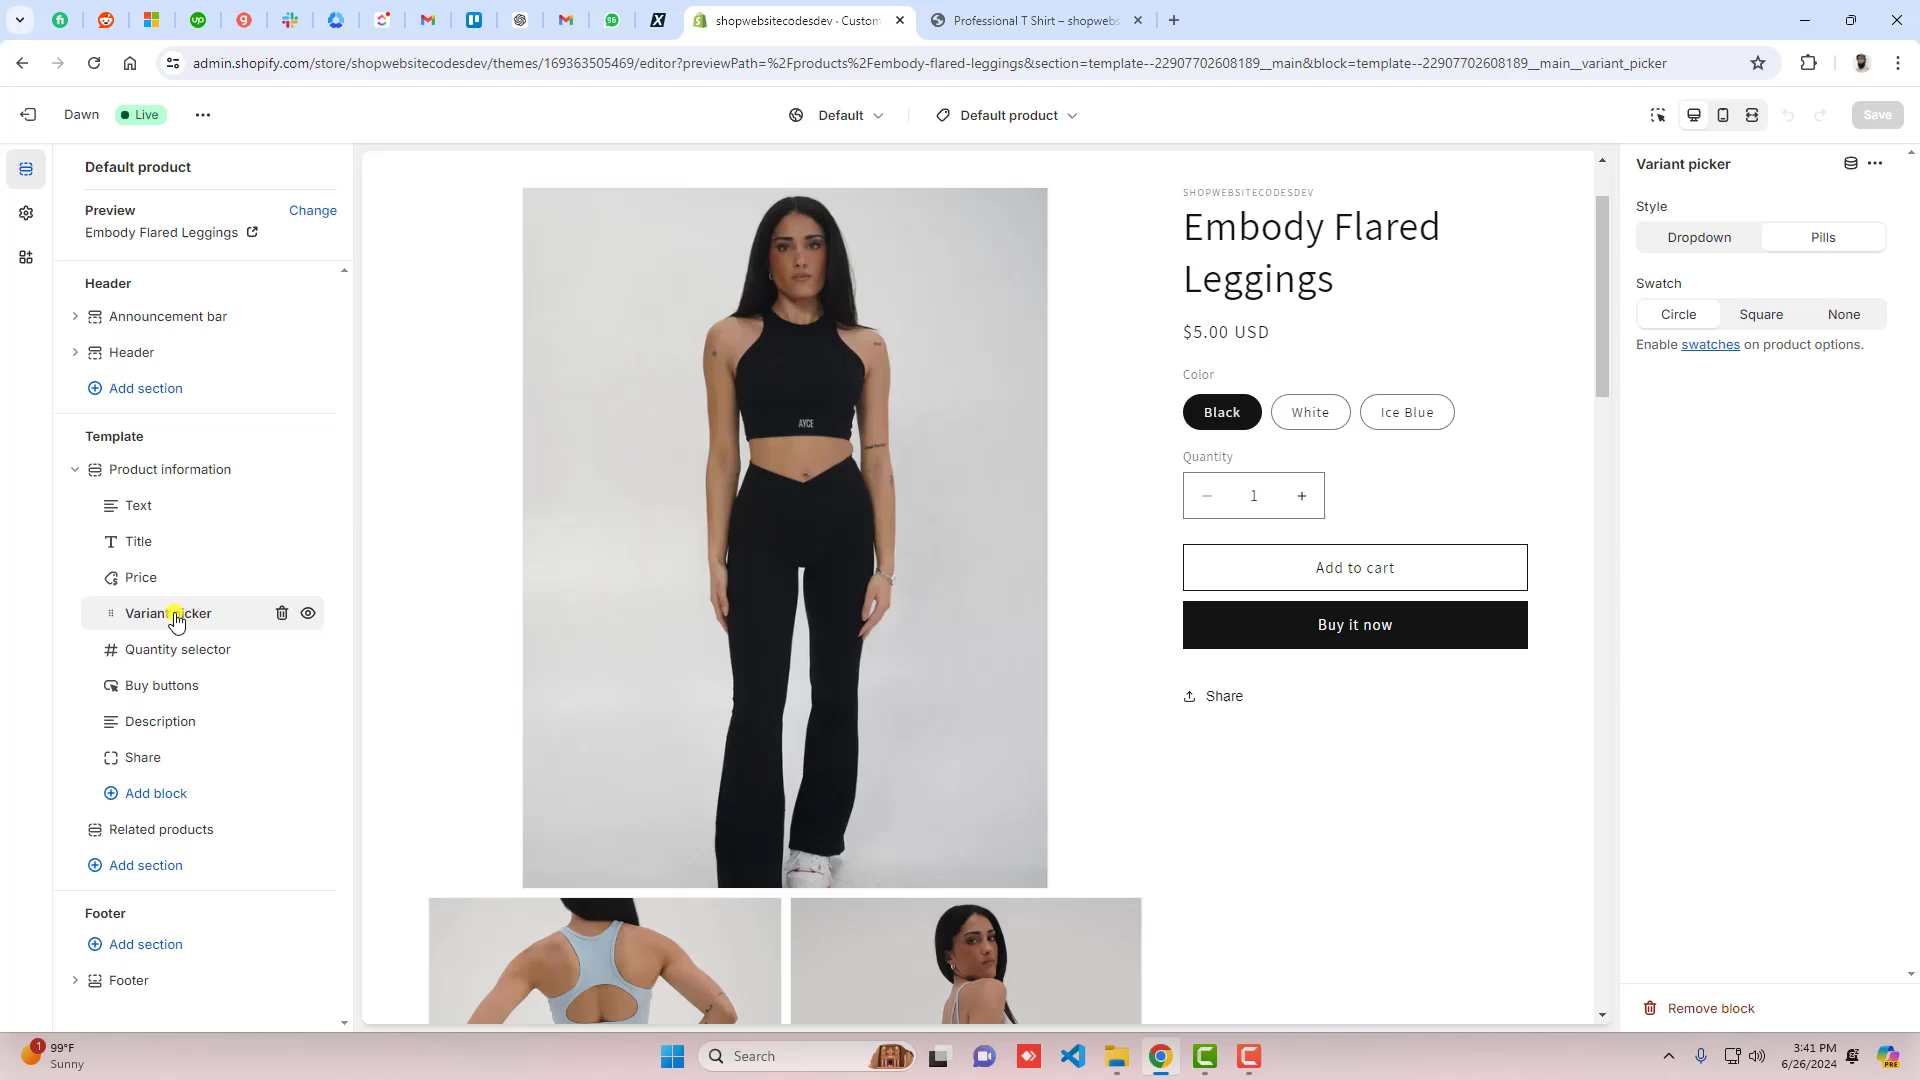 shopwebsitecodesdev · Custom
Professional T Shirt – shopwebs
admin.shopify.com/store/shopwebsitecodesdev/themes/169363505469/editor?previewPath=%2Fproducts%2Fembody-flared-leggings&section=template--22907702608189__main&block=template--22907702608189__main__variant_picker
Dawn
Live
Default
Default product
Save
Default product
Preview
Change
Embody Flared Leggings
Header
Announcement bar
Header
Add section
Template
Product information
Text
Title
Price
Variant picker
Quantity selector
Buy buttons
Description
Share
Add block
Related products
Add section
Footer
Add section
Footer
AYCE
SHOPWEBSITECODESDEV
Embody Flared
Leggings
$5.00 USD
Color
Black
White
Ice Blue
Quantity
1
Add to cart
Buy it now
Share
Variant picker
Style
Dropdown
Pills
Swatch
Circle
Square
None
Enable swatches on product options.
Remove block
1
99°F
Sunny
Search
3:41 PM
6/26/2024
PRE